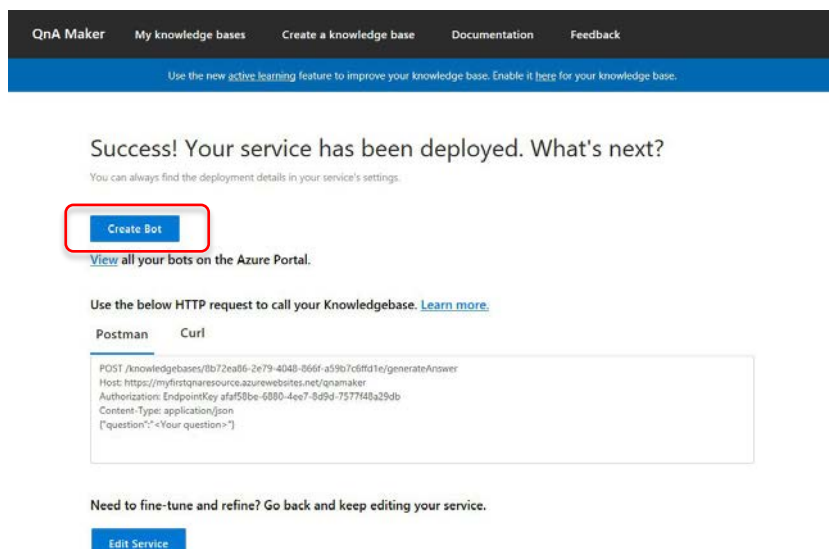 QnA Maker My knowledge bases Create a knowledge base Documentation Feedback
Use the new active learning feature to improve your knowledge base. Enable it here for your knowledge base.
Success! Your service has been deployed. What's next?
You can always find the deployment details in your service's settings.
Create Bot
View all your bots on the Azure Portal.
Use the below HTTP request to call your Knowledgebase. Learn more.
Postman Curl
POST /knowledgebases/8b72ea86-2e79-4048-866f-a59b7c6ffd1e/generateAnswer
Host: https://myfirstqnaresource.azurewebsites.net/qnamaker
Authorization: EndpointKey afaf58be-6880-4ee7-8d9d-7577f48a29db
Content-Type: application/json
{"question":"<Your question>"}
Need to fine-tune and refine? Go back and keep editing your service.
Edit Service